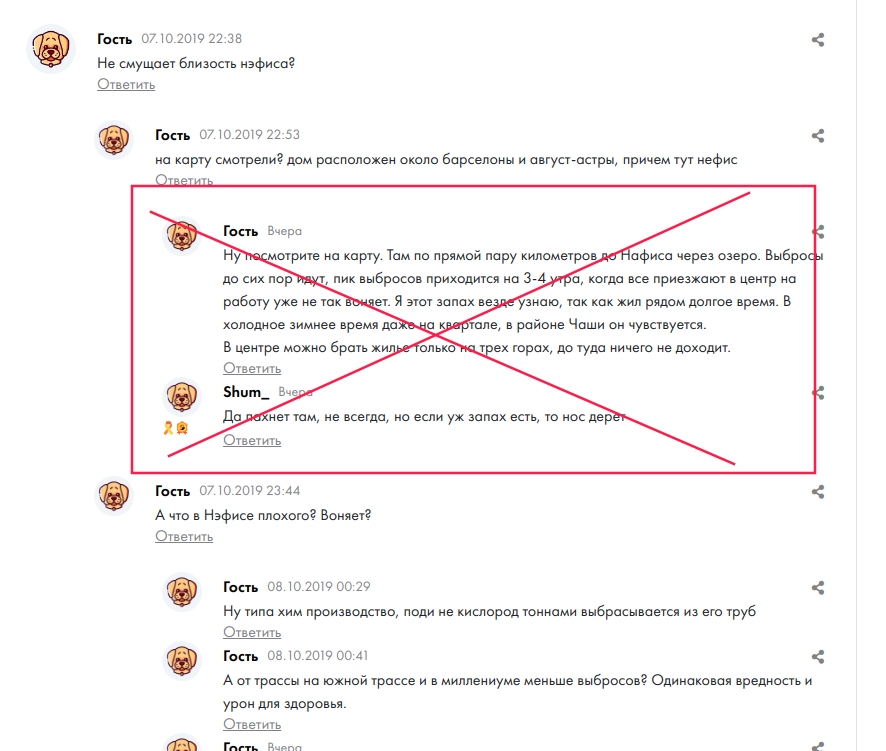 Гость 07.10.2019 22:38
Не смущает близость нэфиса?
Ответить
Гость 07.10.2019 22:53
на карту смотрели? дом расположен около барселоны и август-астры, причем тут нефис
Ответить
Гость Вчера
Ну посмотрите на карту. Там по прямой пару километров до Нафиса через озеро. Выбросы
до сих пор идут, пик выбросов приходится на 3-4 утра, когда все приезжают в центр на
работу уже не так воняет. Я этот запах везде узнаю, так как жил рядом долгое время. В
холодное зимнее время даже на квартале, в районе Чаши он чувствуется.
В центре можно брать жилье только на трех горах, до туда ничего не доходит.
Ответить
Shum_ Вчера
Да пахнет там, не всегда, но если уж запах есть, то нос дерет
Ответить
Гость 07.10.2019 23:44
А что в Нэфисе плохого? Воняет?
Ответить
Гость 08.10.2019 00:29
Ну типа хим производство, поди не кислород тоннами выбрасывается из его труб
Ответить
Гость 08.10.2019 00:41
А от трассы на южной трассе и в миллениуме меньше выбросов? Одинаковая вредность и
урон для здоровья.
Ответить
Гость Вчера